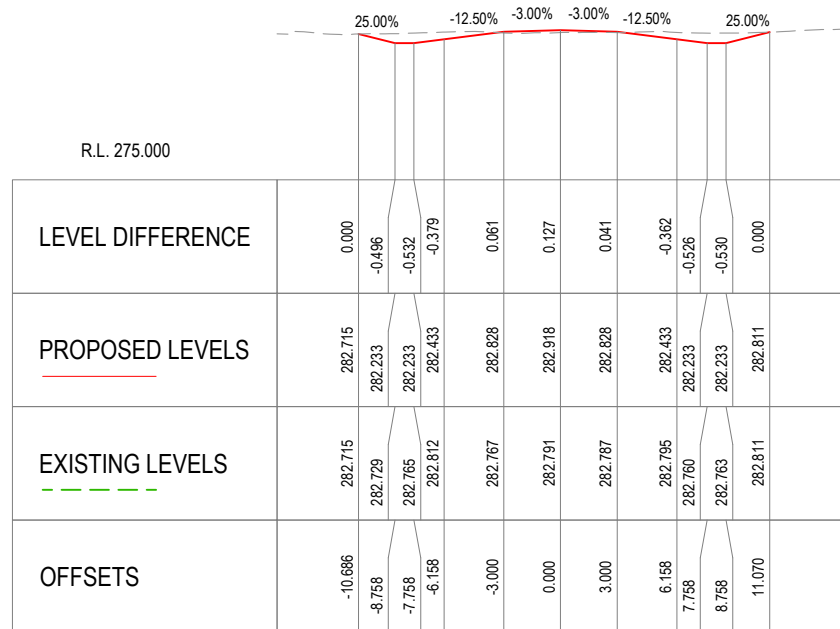 25.00% -12.50% -3.00% -3.00% -12.50% 25.00%
R.L. 275.000
LEVEL DIFFERENCE 0.000 -0.496 -0.532 -0.379 0.061 0.127 0.041 -0.362 -0.526 -0.530 0.000
PROPOSED LEVELS 282.715 282.233 282.233 282.433 282.828 282.918 282.828 282.433 282.233 282.233 282.811
EXISTING LEVELS 282.715 282.729 282.765 282.812 282.767 282.791 282.787 282.795 282.760 282.763 282.811
OFFSETS -10.686 -8.758 -7.758 -6.158 -3.000 0.000 3.000 6.158 7.758 8.758 11.070